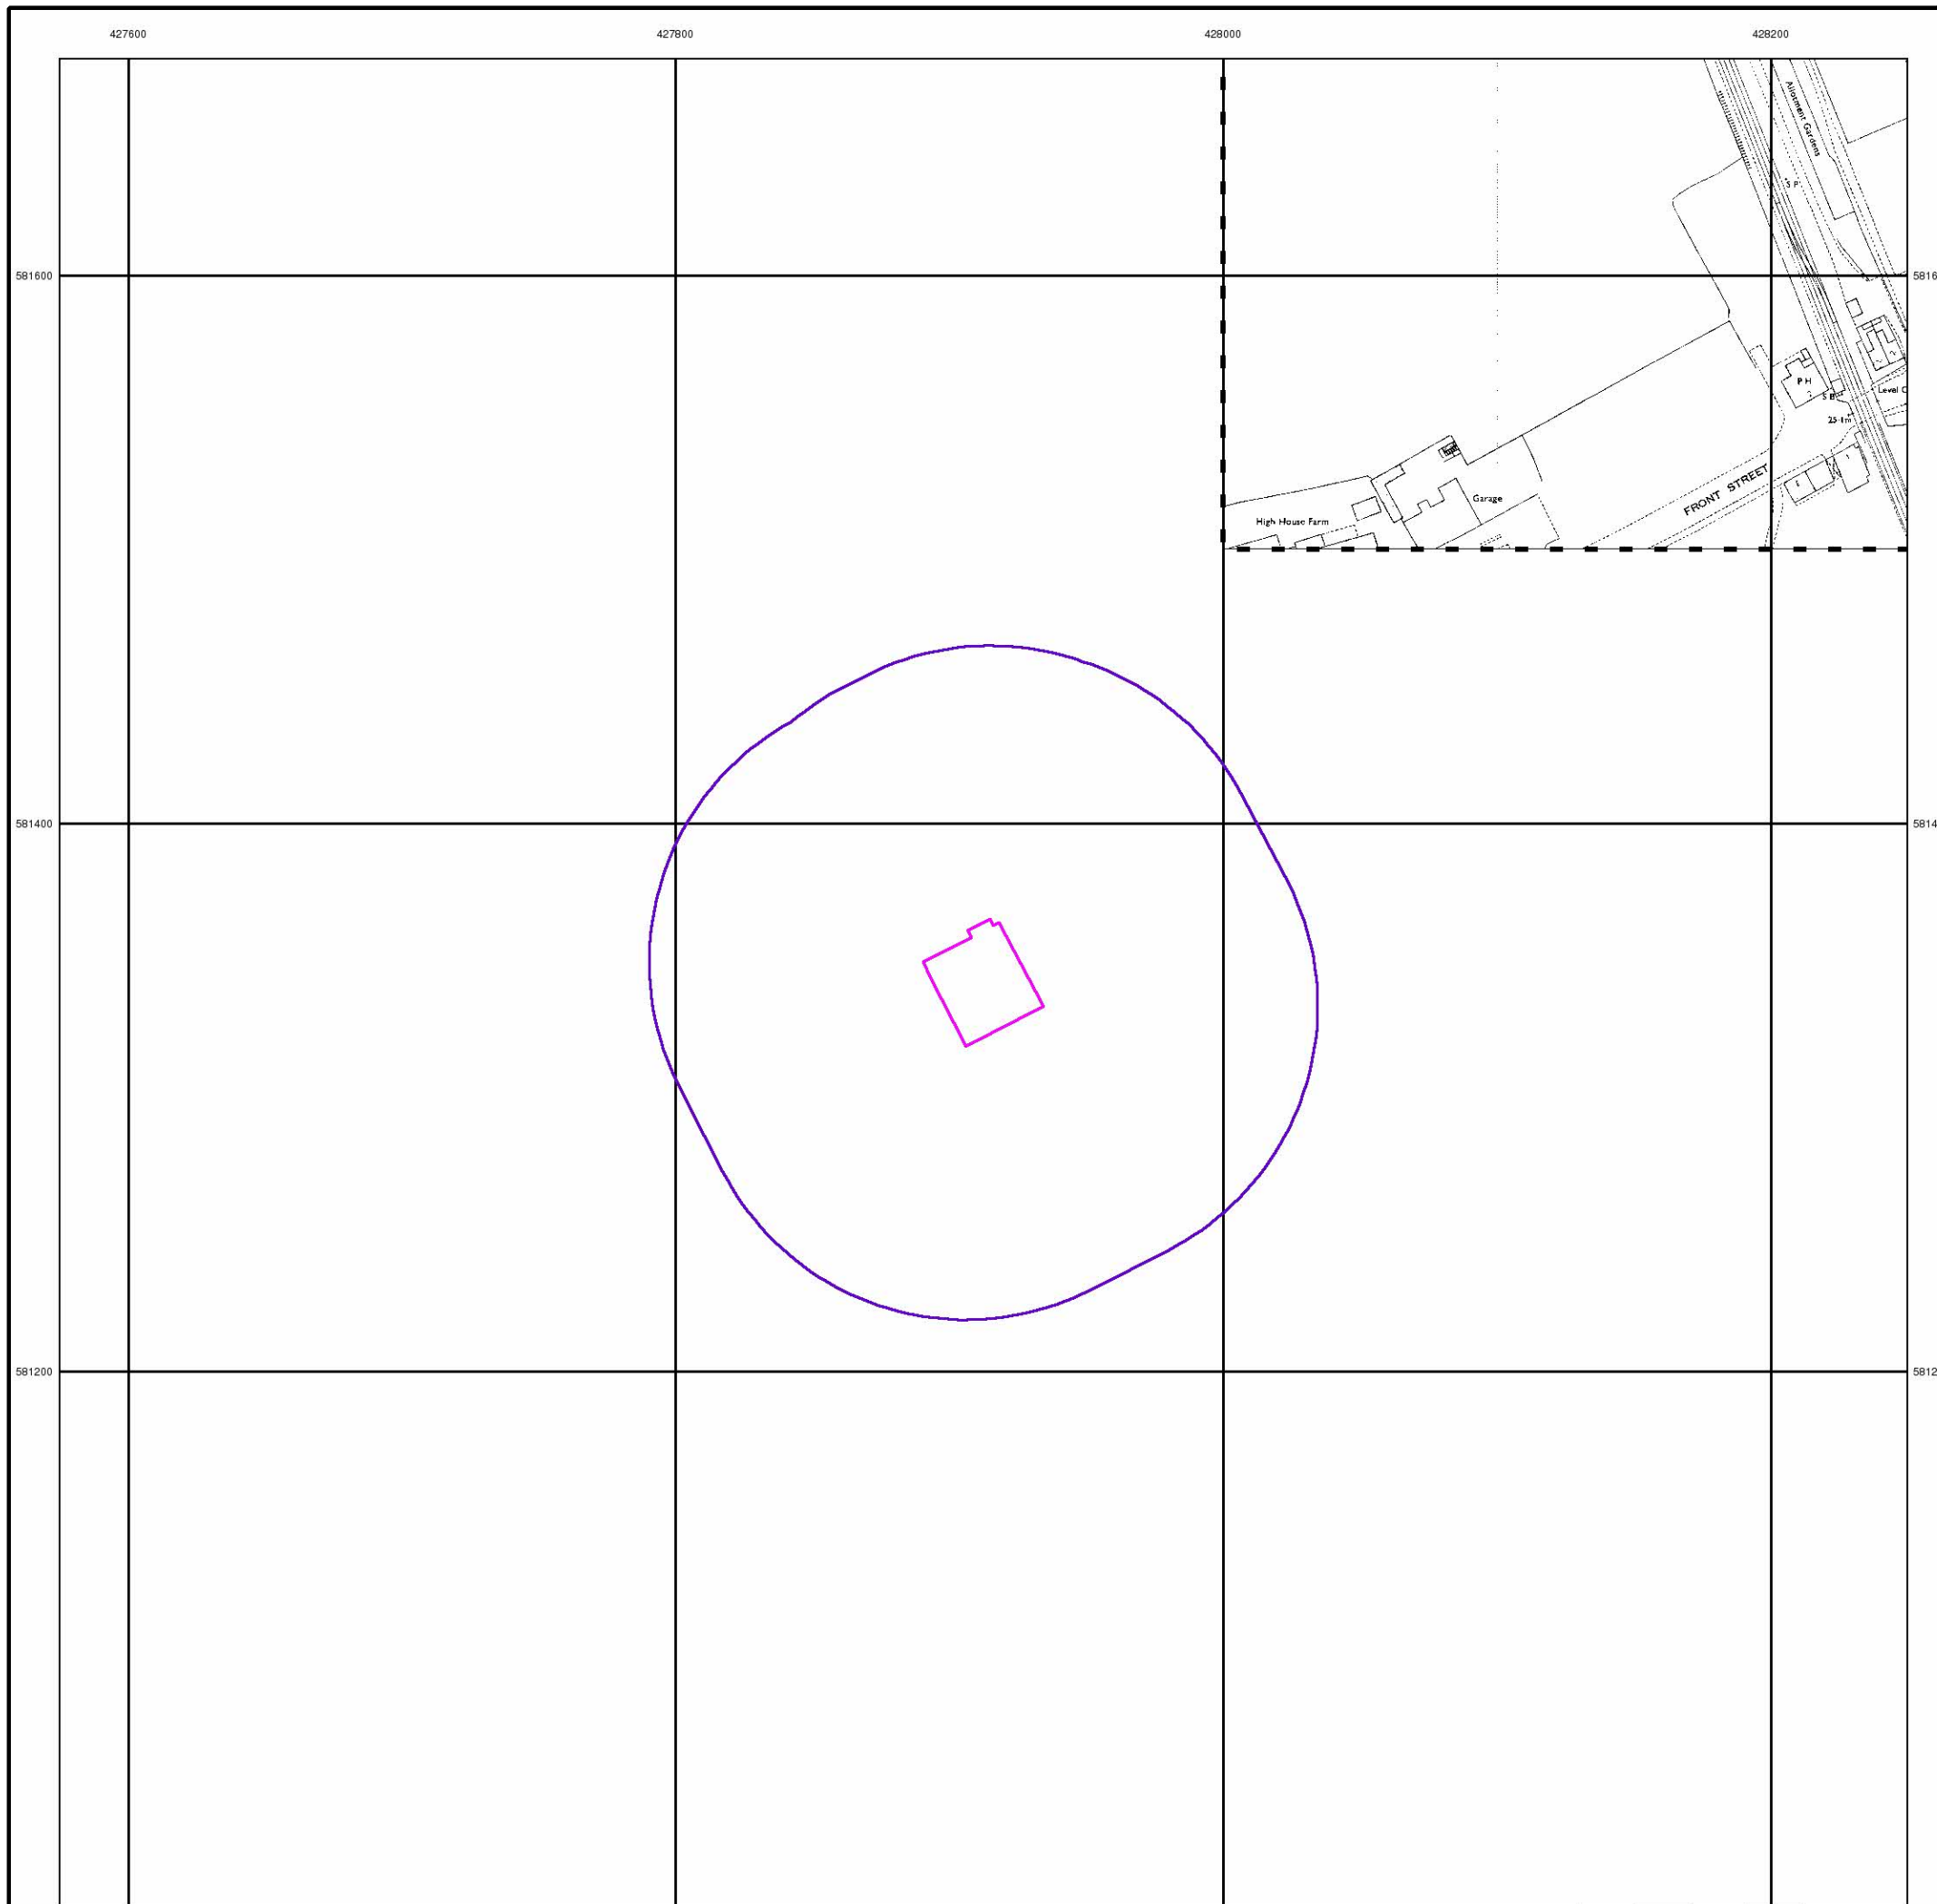 427600 427800 428000 428200
Allotment Gardens
S P
581600 5816
P H
S B
Level C
25·1m
FRONT STREET
Garage
High House Farm
581400 5814
581200 5812